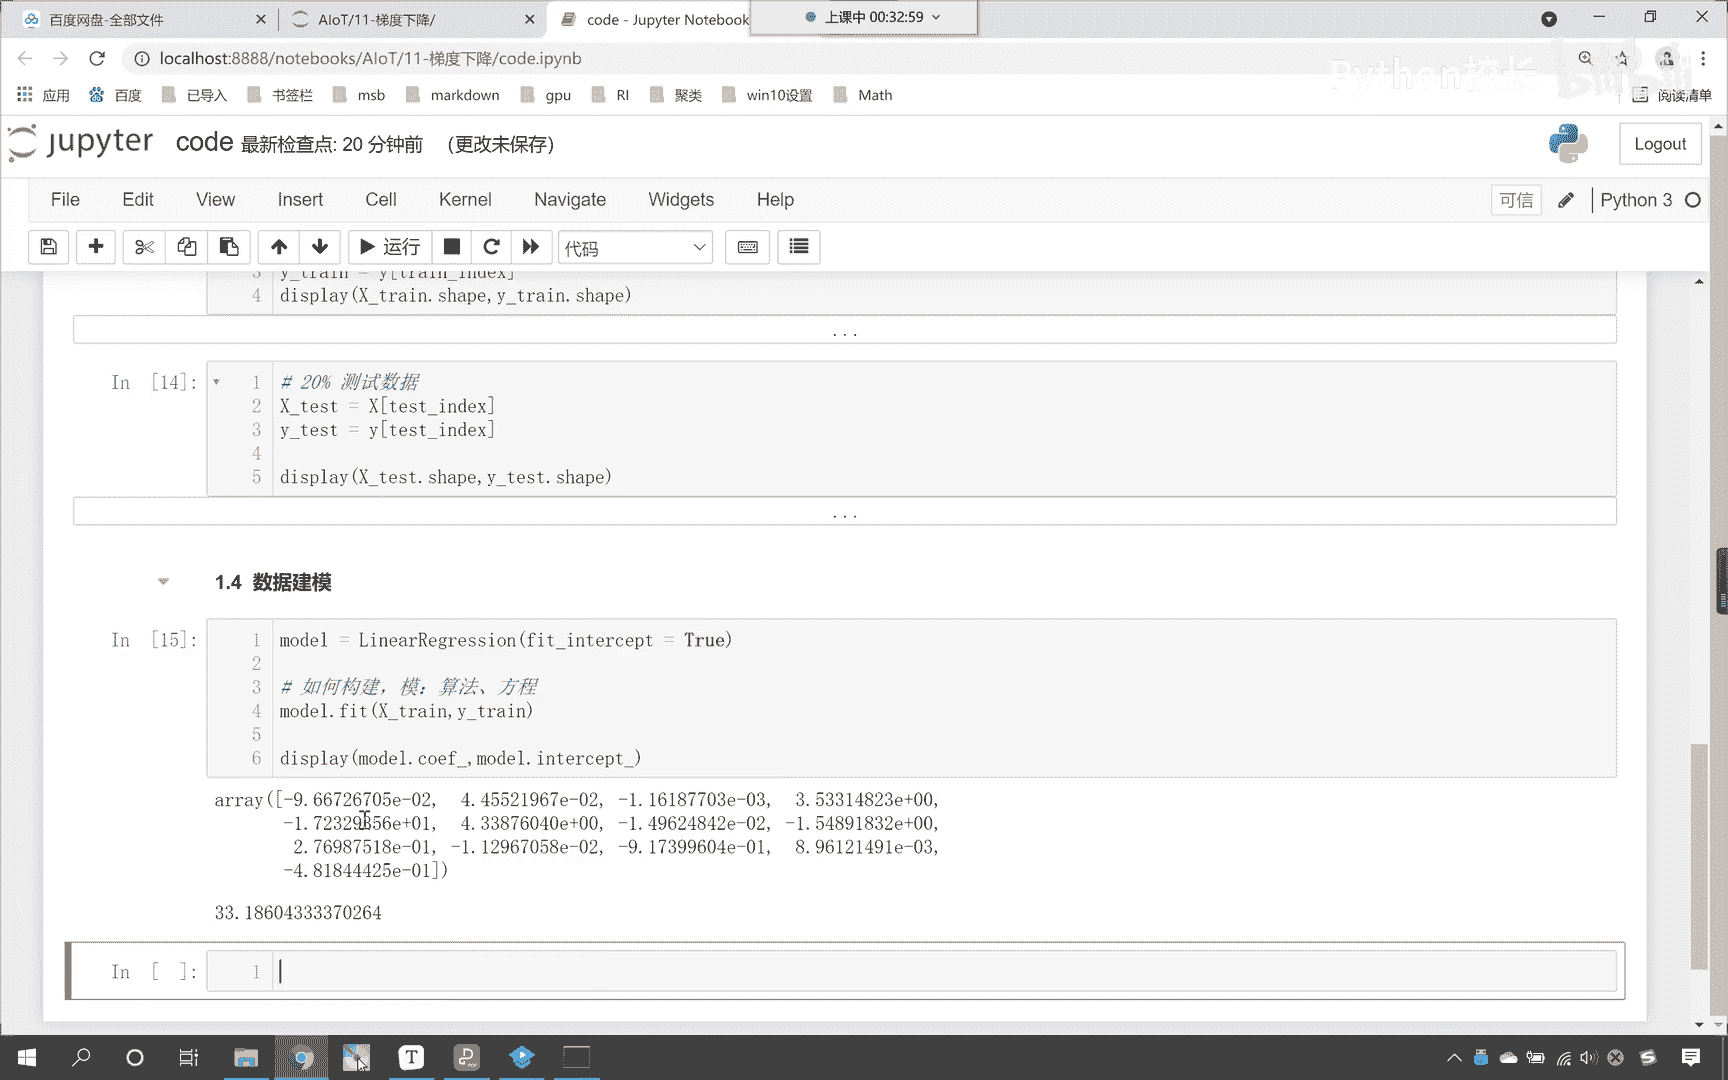 百度网盘-全部文件
AIoT/11-梯度下降/
code - Jupyter Notebook
上课中 00:32:59
localhost:8888/notebooks/AIoT/11-梯度下降/code.ipynb
Python校长
bilibili
应用
百度
已导入
书签栏
msb
markdown
gpu
RI
聚类
win10设置
Math
阅读清单
jupyter
code 最新检查点: 20 分钟前 (更改未保存)
Logout
File
Edit
View
Insert
Cell
Kernel
Navigate
Widgets
Help
可信
Python 3
运行
代码
3 y_train = y[train_index]
4 display(X_train.shape,y_train.shape)
...
In [14]:
1 # 20% 测试数据
2 X_test = X[test_index]
3 y_test = y[test_index]
4
5 display(X_test.shape,y_test.shape)
...
1.4 数据建模
In [15]:
1 model = LinearRegression(fit_intercept = True)
2
3 # 如何构建，模：算法、方程
4 model.fit(X_train,y_train)
5
6 display(model.coef_,model.intercept_)
array([-9.66726705e-02, 4.45521967e-02, -1.16187703e-03, 3.53314823e+00,
-1.72329856e+01, 4.33876040e+00, -1.49624842e-02, -1.54891832e+00,
2.76987518e-01, -1.12967058e-02, -9.17399604e-01, 8.96121491e-03,
-4.81844425e-01])
33.18604333370264
In [ ]:
1